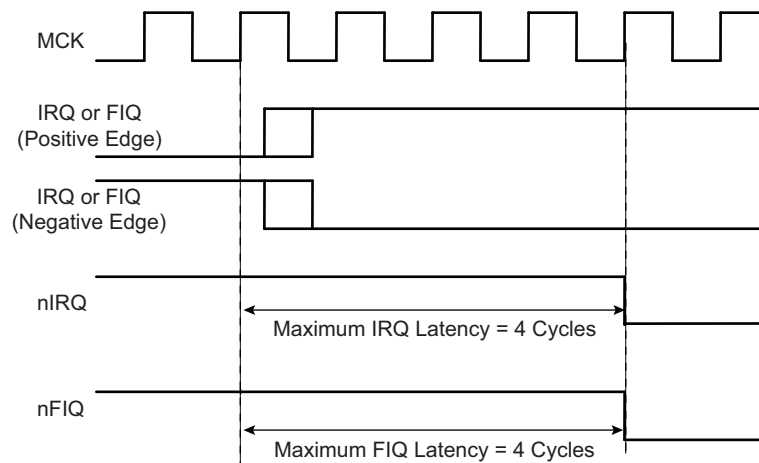 MCK
IRQ or FIQ
(Positive Edge)
IRQ or FIQ
(Negative Edge)
nIRQ
Maximum IRQ Latency = 4 Cycles
nFIQ
Maximum FIQ Latency = 4 Cycles